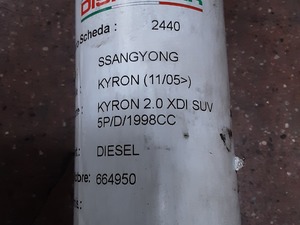 Scheda : 2440
SSANGYONG
KYRON (11/05>)
KYRON 2.0 XDI SUV
5P/D/1998CC
DIESEL
664950